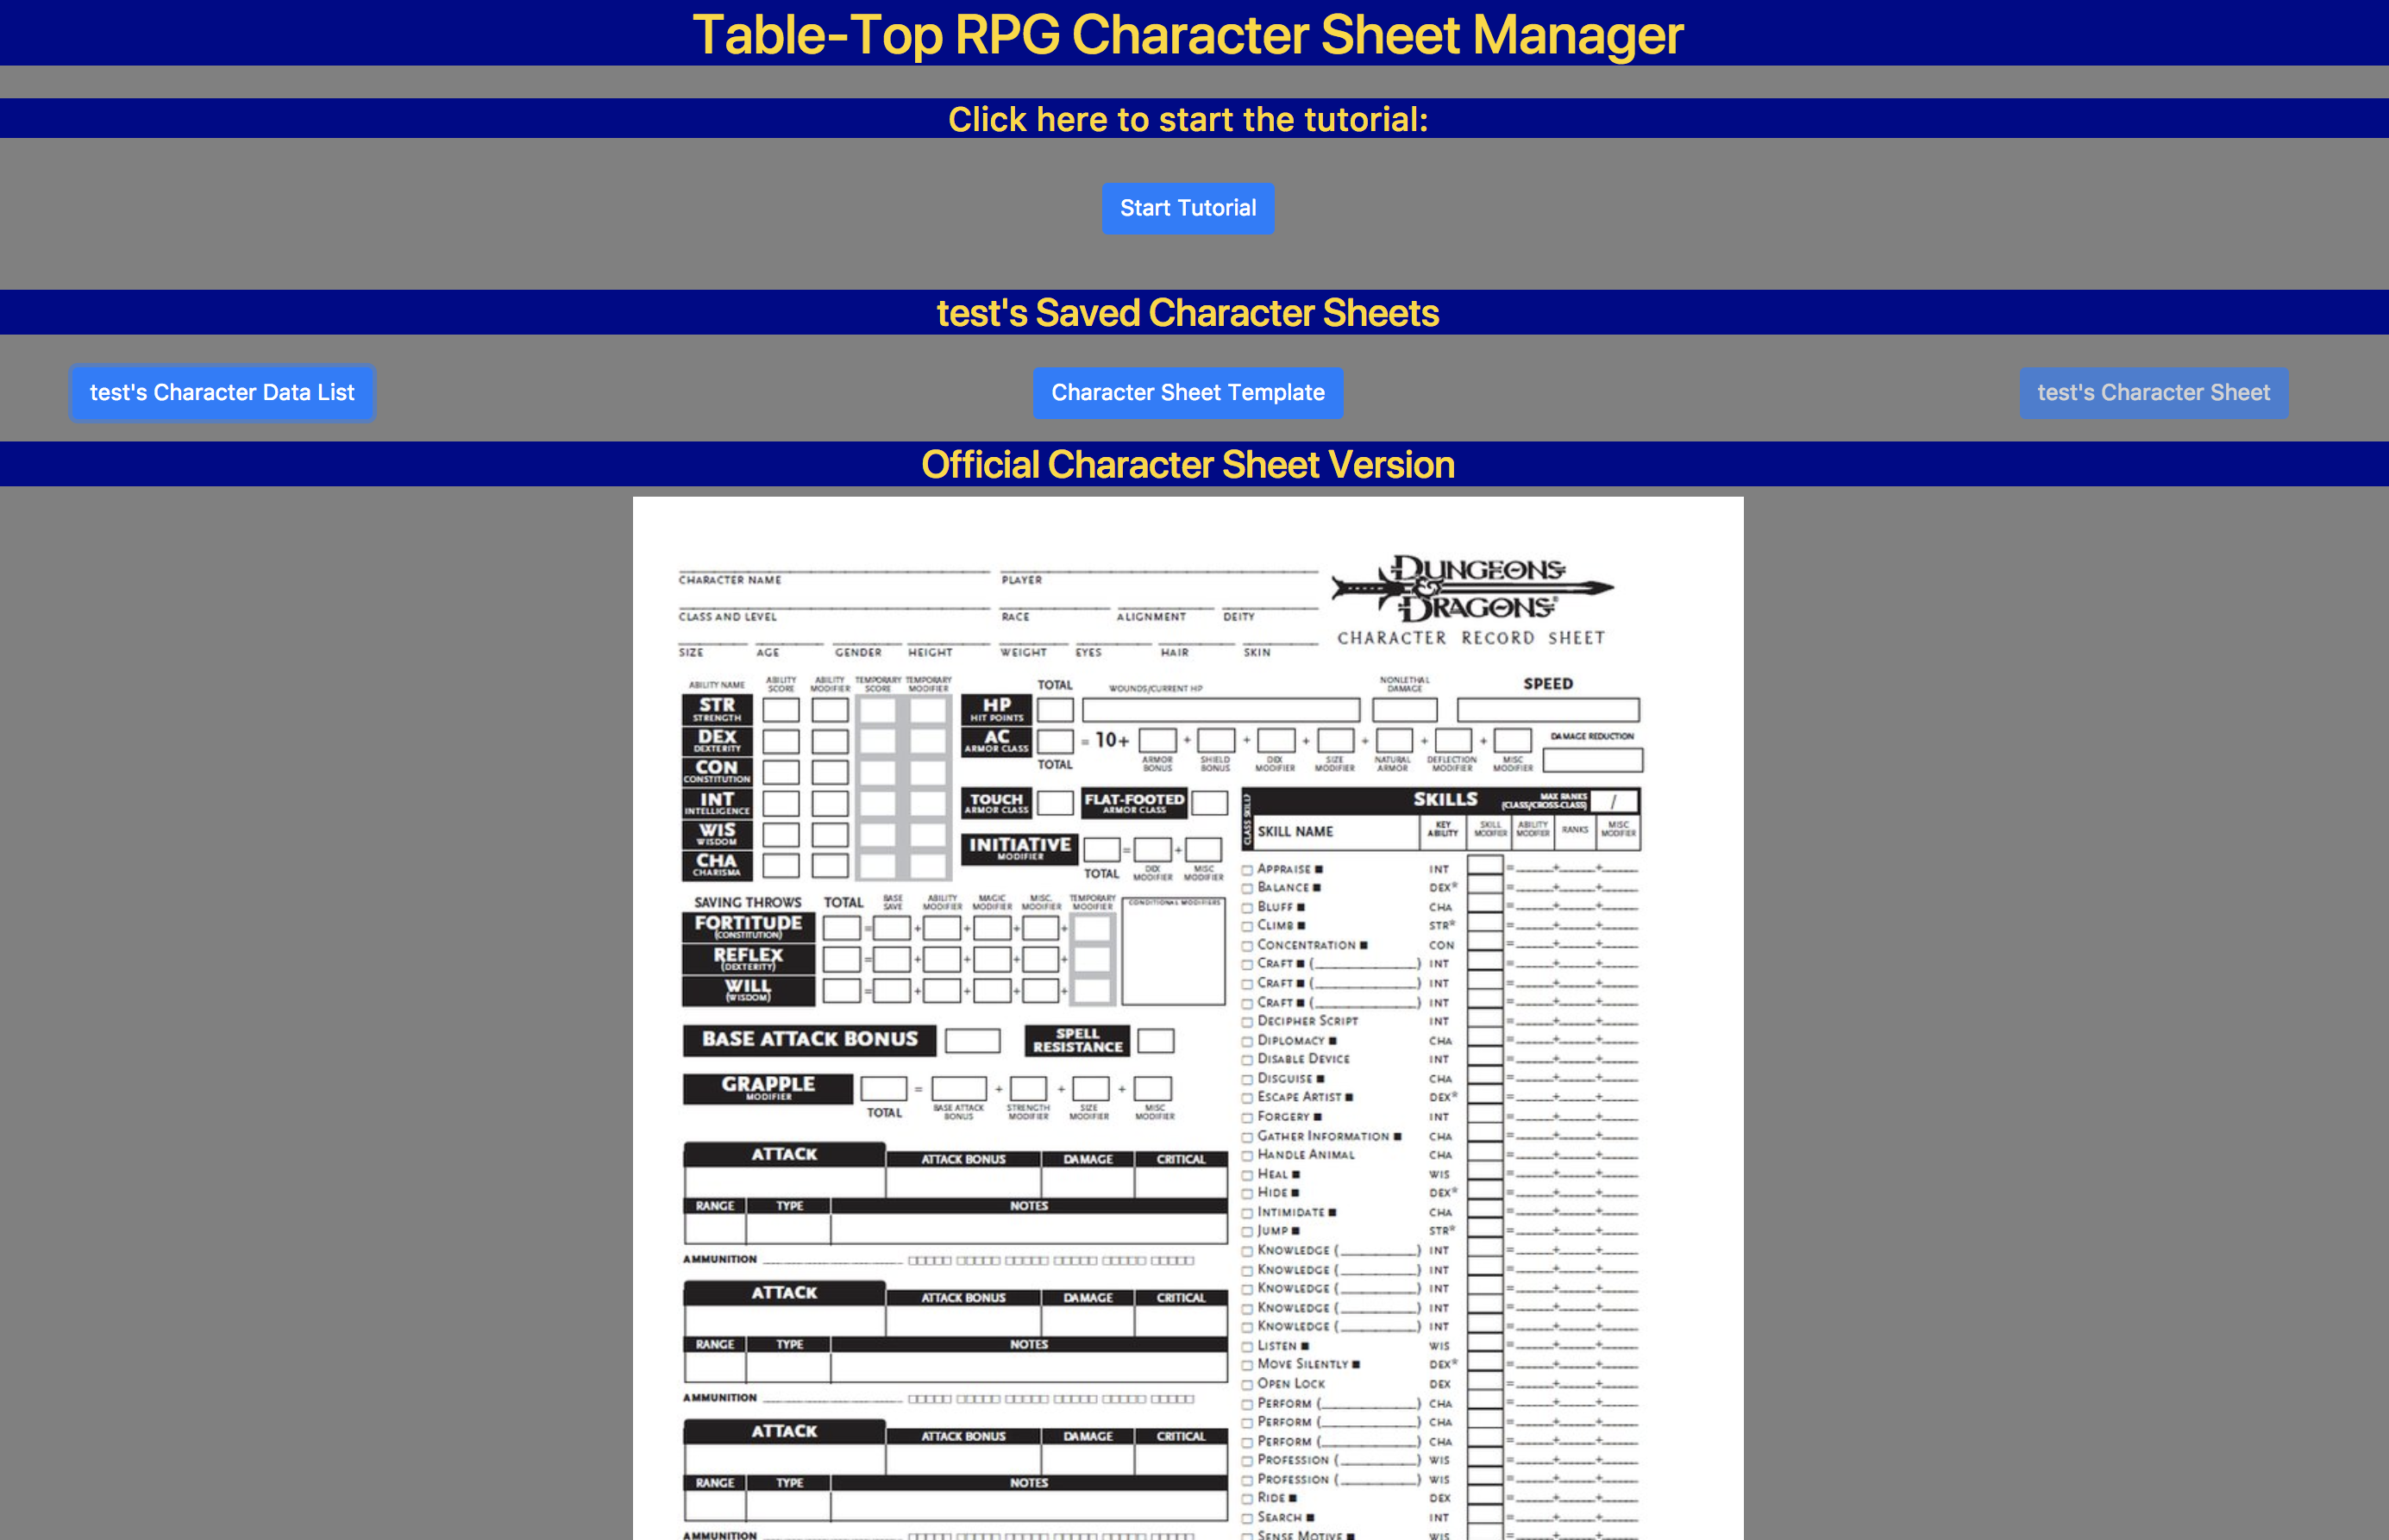 Table-Top RPG Character Sheet Manager
Click here to start the tutorial:
Start Tutorial
test's Saved Character Sheets
test's Character Data List
Character Sheet Template
test's Character Sheet
Official Character Sheet Version
DUNGEONS & DRAGONS®
CHARACTER RECORD SHEET
CHARACTER NAME PLAYER
CLASS AND LEVEL RACE ALIGNMENT DEITY
SIZE AGE GENDER HEIGHT WEIGHT EYES HAIR SKIN
ABILITY NAME ABILITY SCORE ABILITY MODIFIER TEMPORARY SCORE TEMPORARY MODIFIER
STR STRENGTH
DEX DEXTERITY
CON CONSTITUTION
INT INTELLIGENCE
WIS WISDOM
CHA CHARISMA
TOTAL WOUNDS/CURRENT HP NONLETHAL DAMAGE SPEED
HP HIT POINTS
AC ARMOR CLASS = 10+ + + + + + + DAMAGE REDUCTION
TOTAL ARMOR BONUS SHIELD BONUS DEX MODIFIER SIZE MODIFIER NATURAL ARMOR DEFLECTION MODIFIER MISC MODIFIER
TOUCH ARMOR CLASS FLAT-FOOTED ARMOR CLASS
INITIATIVE MODIFIER = +
TOTAL DEX MODIFIER MISC MODIFIER
SAVING THROWS TOTAL BASE SAVE ABILITY MODIFIER MAGIC MODIFIER MISC. MODIFIER TEMPORARY MODIFIER CONDITIONAL MODIFIERS
FORTITUDE (CONSTITUTION) = + + + +
REFLEX (DEXTERITY) = + + + +
WILL (WISDOM) = + + + +
BASE ATTACK BONUS SPELL RESISTANCE
GRAPPLE MODIFIER = + + +
TOTAL BASE ATTACK BONUS STRENGTH MODIFIER SIZE MODIFIER MISC MODIFIER
ATTACK ATTACK BONUS DAMAGE CRITICAL
RANGE TYPE NOTES
AMMUNITION
ATTACK ATTACK BONUS DAMAGE CRITICAL
RANGE TYPE NOTES
AMMUNITION
ATTACK ATTACK BONUS DAMAGE CRITICAL
RANGE TYPE NOTES
AMMUNITION
SKILLS MAX RANKS (CLASS/CROSS-CLASS) /
CLASS SKILL? SKILL NAME KEY ABILITY SKILL MODIFIER ABILITY MODIFIER RANKS MISC MODIFIER
APPRAISE ■ INT = + +
BALANCE ■ DEX* = + +
BLUFF ■ CHA = + +
CLIMB ■ STR* = + +
CONCENTRATION ■ CON = + +
CRAFT ■ ( ) INT = + +
CRAFT ■ ( ) INT = + +
CRAFT ■ ( ) INT = + +
DECIPHER SCRIPT INT = + +
DIPLOMACY ■ CHA = + +
DISABLE DEVICE INT = + +
DISGUISE ■ CHA = + +
ESCAPE ARTIST ■ DEX* = + +
FORGERY ■ INT = + +
GATHER INFORMATION ■ CHA = + +
HANDLE ANIMAL CHA = + +
HEAL ■ WIS = + +
HIDE ■ DEX* = + +
INTIMIDATE ■ CHA = + +
JUMP ■ STR* = + +
KNOWLEDGE ( ) INT = + +
KNOWLEDGE ( ) INT = + +
KNOWLEDGE ( ) INT = + +
KNOWLEDGE ( ) INT = + +
KNOWLEDGE ( ) INT = + +
LISTEN ■ WIS = + +
MOVE SILENTLY ■ DEX* = + +
OPEN LOCK DEX = + +
PERFORM ( ) CHA = + +
PERFORM ( ) CHA = + +
PERFORM ( ) CHA = + +
PROFESSION ( ) WIS = + +
PROFESSION ( ) WIS = + +
RIDE ■ DEX = + +
SEARCH ■ INT = + +
SENSE MOTIVE ■ WIS = + +